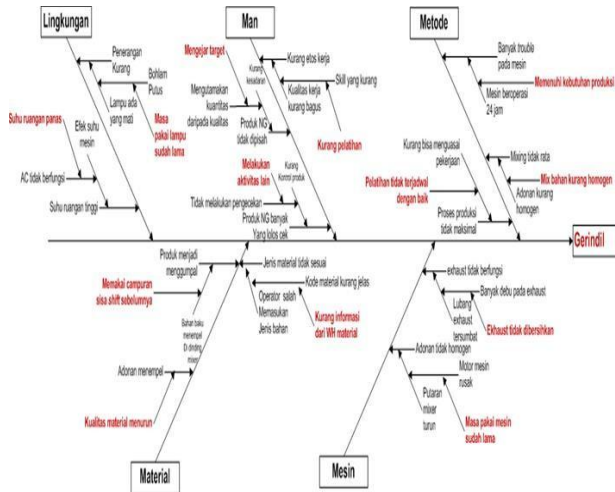 Lingkungan
Man
Metode
Penerangan
Kurang
Bohlam
Putus
Lampu ada
yang mati
Masa
pakai lampu
sudah lama
Suhu ruangan panas
Efek suhu
mesin
AC tidak berfungsi
Suhu ruangan tinggi
Mengejar target
Kurang
kesadaran
Kurang etos kerja
Skill yang kurang
Mengutamakan
kuantitas
daripada kualitas
Kualitas kerja
kurang bagus
Produk NG
tidak dipisah
Kurang pelatihan
Melakukan
aktivitas lain
Kurang
Kontrol produk
Tidak melakukan pengecekan
Produk NG banyak
Yang lolos cek
Banyak trouble
pada mesin
Memenuhi kebutuhan produksi
Mesin beroperasi
24 jam
Kurang bisa menguasai
pekerjaan
Mixing tidak rata
Mix bahan kurang homogen
Pelatihan tidak terjadwal
dengan baik
Adonan kurang
homogen
Proses produksi
tidak maksimal
Gerindil
Produk menjadi
menggumpal
Jenis material tidak sesuai
Memakai campuran
sisa shift sebelumnya
Kode material kurang jelas
Operator salah
Memasukan
Jenis bahan
Kurang informasi
dari WH material
Bahan baku
menempel
Di dinding
mixer
Adonan menempel
Kualitas material menurun
exhaust tidak berfungsi
Banyak debu pada exhaust
Lubang
exhaust
tersumbat
Ekhaust tidak dibersihkan
Adonan tidak homogen
Motor mesin
rusak
Putaran
mixer
turun
Masa pakai mesin
sudah lama
Material
Mesin